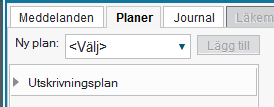 Meddelanden Planer Journal Läkem
Ny plan: <Välj> Lägg till
Utskrivningsplan